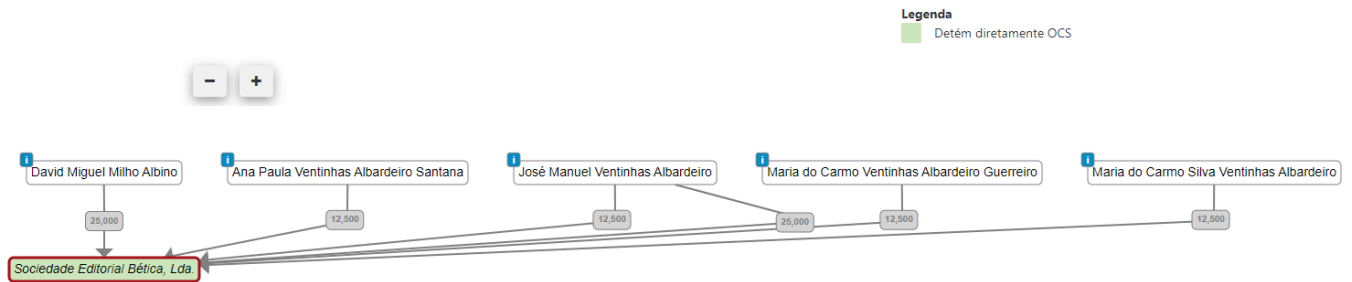 Legenda
Detém diretamente OCS
− +
i i i i i
David Miguel Milho Albino Ana Paula Ventinhas Albardeiro Santana José Manuel Ventinhas Albardeiro Maria do Carmo Ventinhas Albardeiro Guerreiro Maria do Carmo Silva Ventinhas Albardeiro
25,000 12,500 12,500 25,000 12,500 12,500
Sociedade Editorial Bética, Lda.